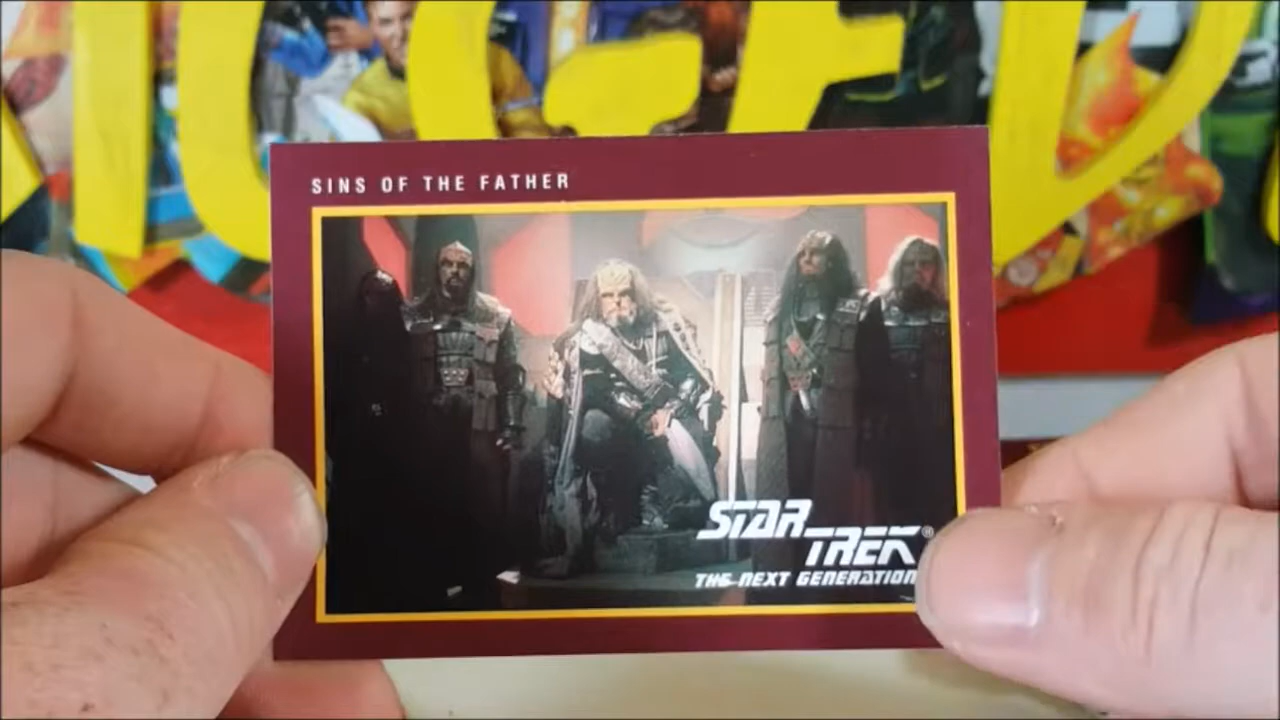 SINS OF THE FATHER
STAR TREK®
THE NEXT GENERATION